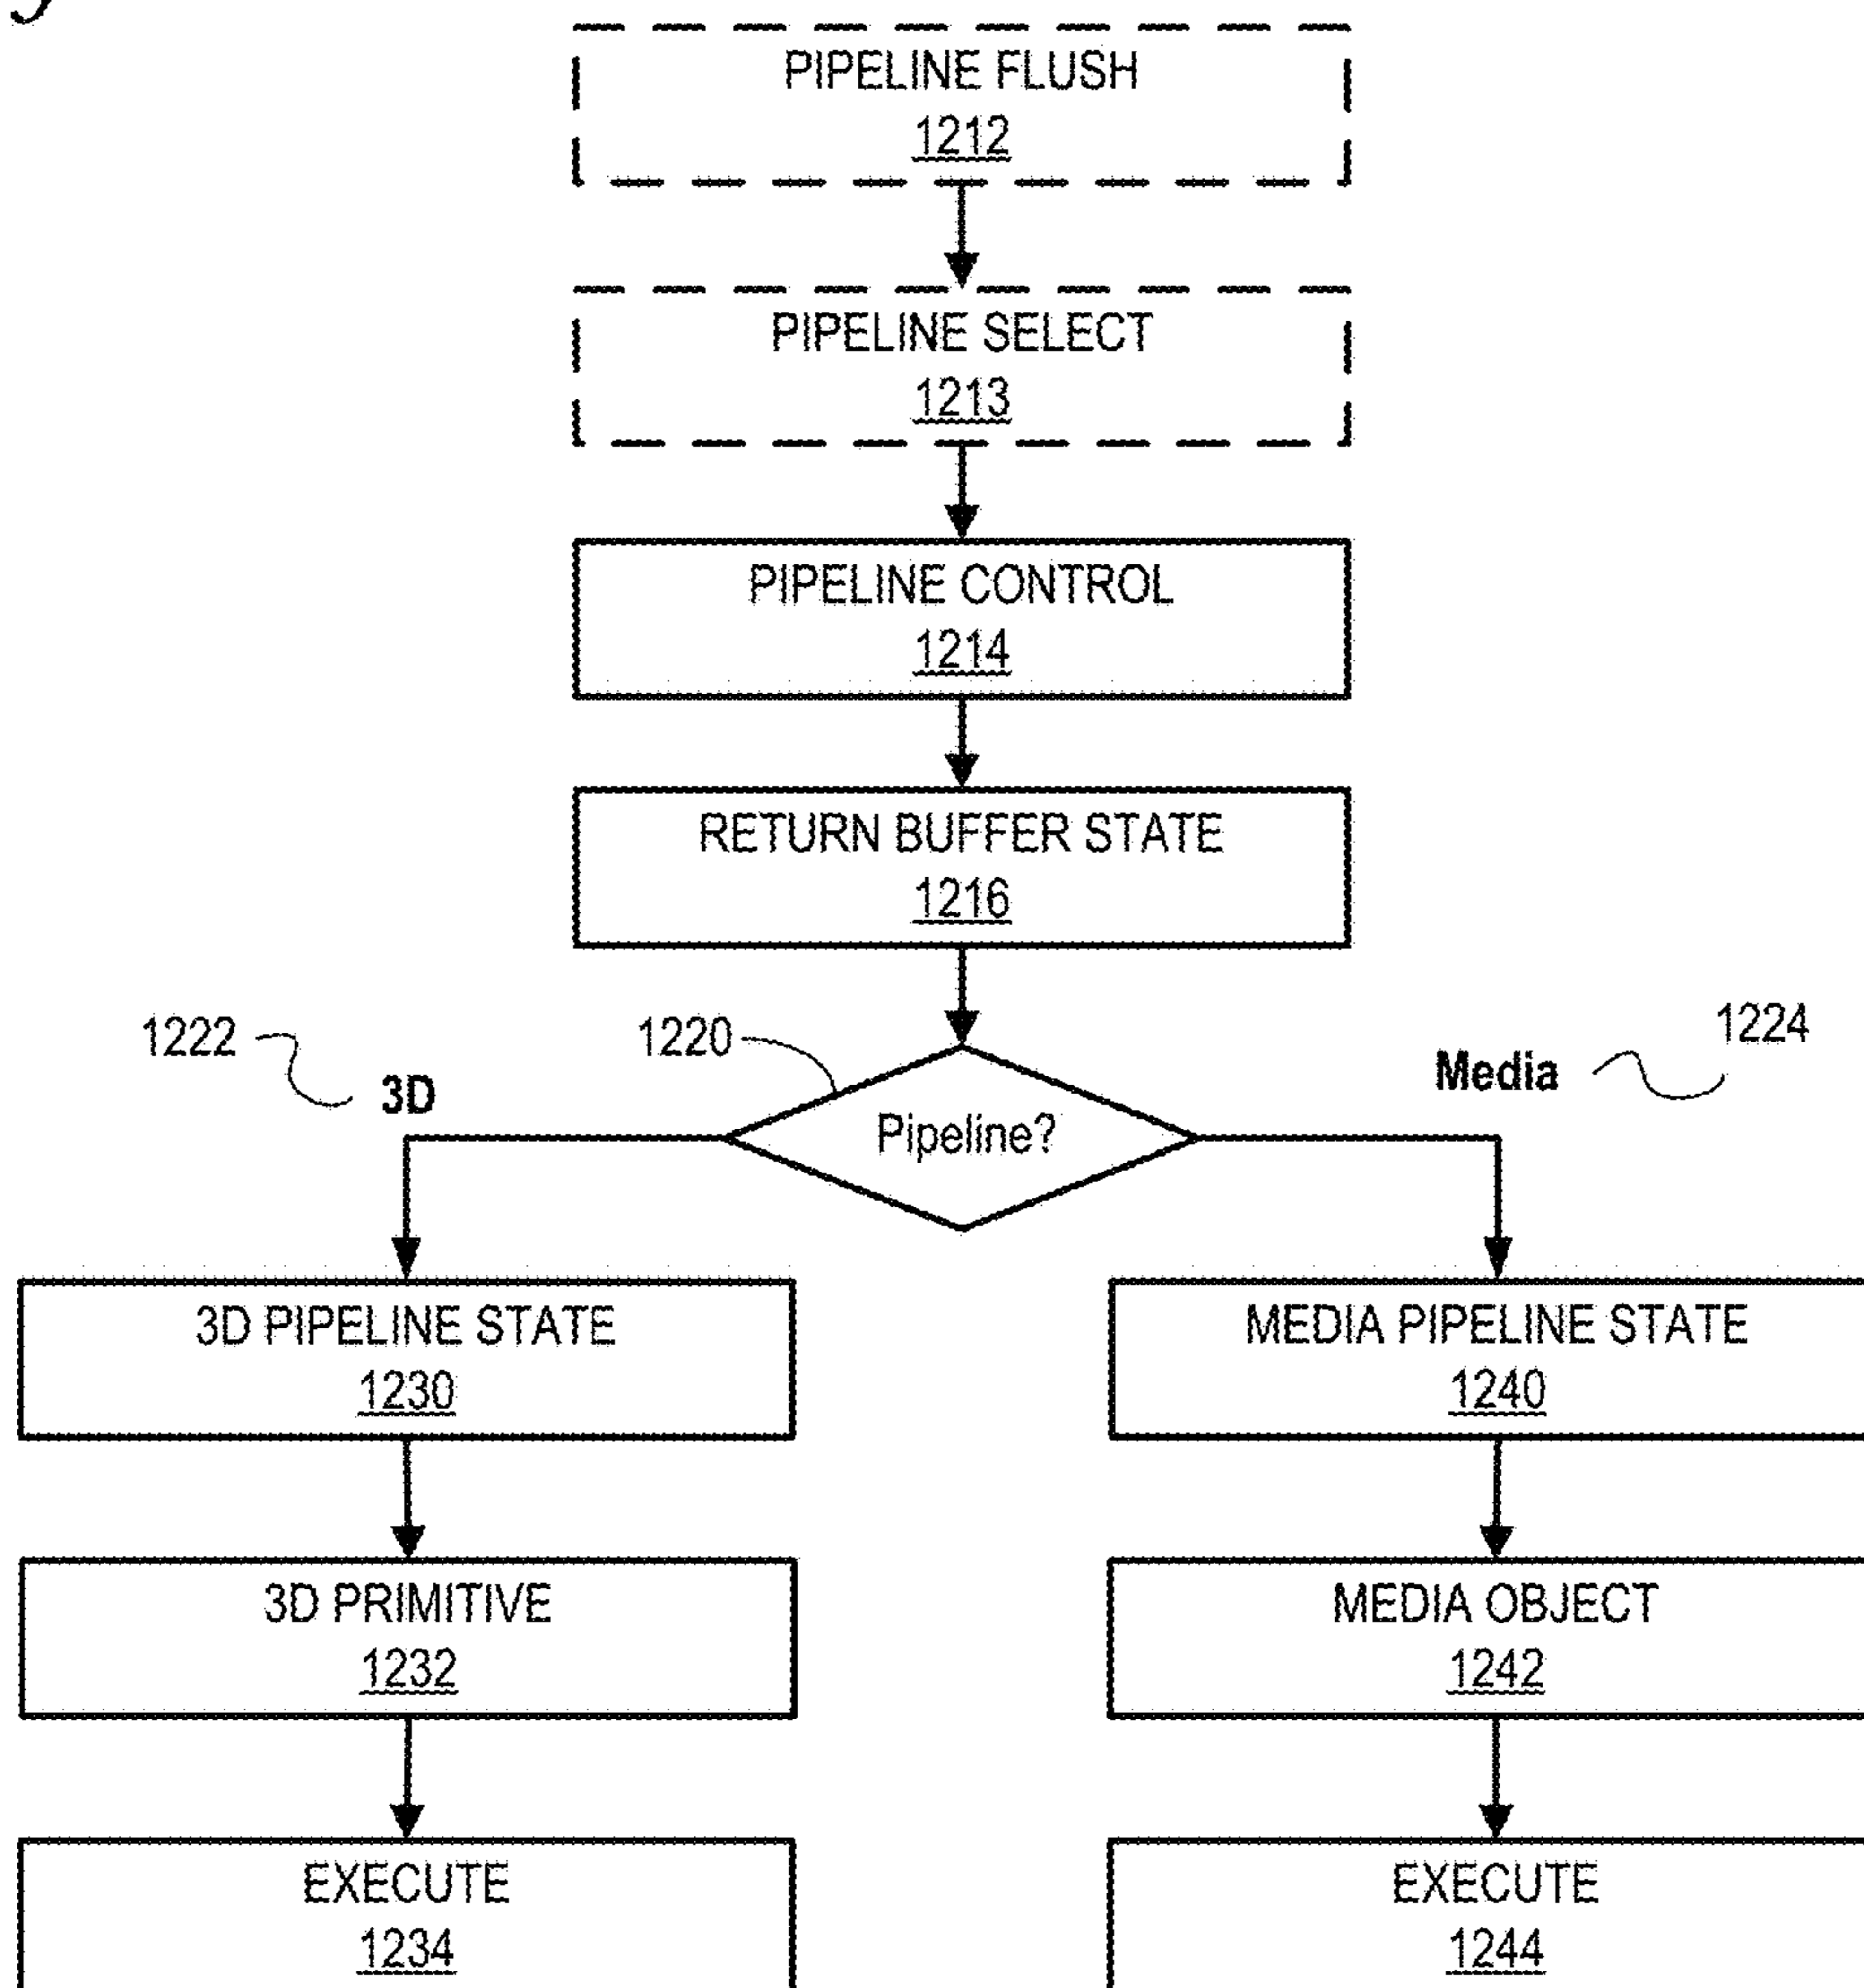 PIPELINE FLUSH
1212
PIPELINE SELECT
1213
PIPELINE CONTROL
1214
RETURN BUFFER STATE
1216
1222
3D
1220
Pipeline?
Media
1224
3D PIPELINE STATE
1230
MEDIA PIPELINE STATE
1240
3D PRIMITIVE
1232
MEDIA OBJECT
1242
EXECUTE
1234
EXECUTE
1244